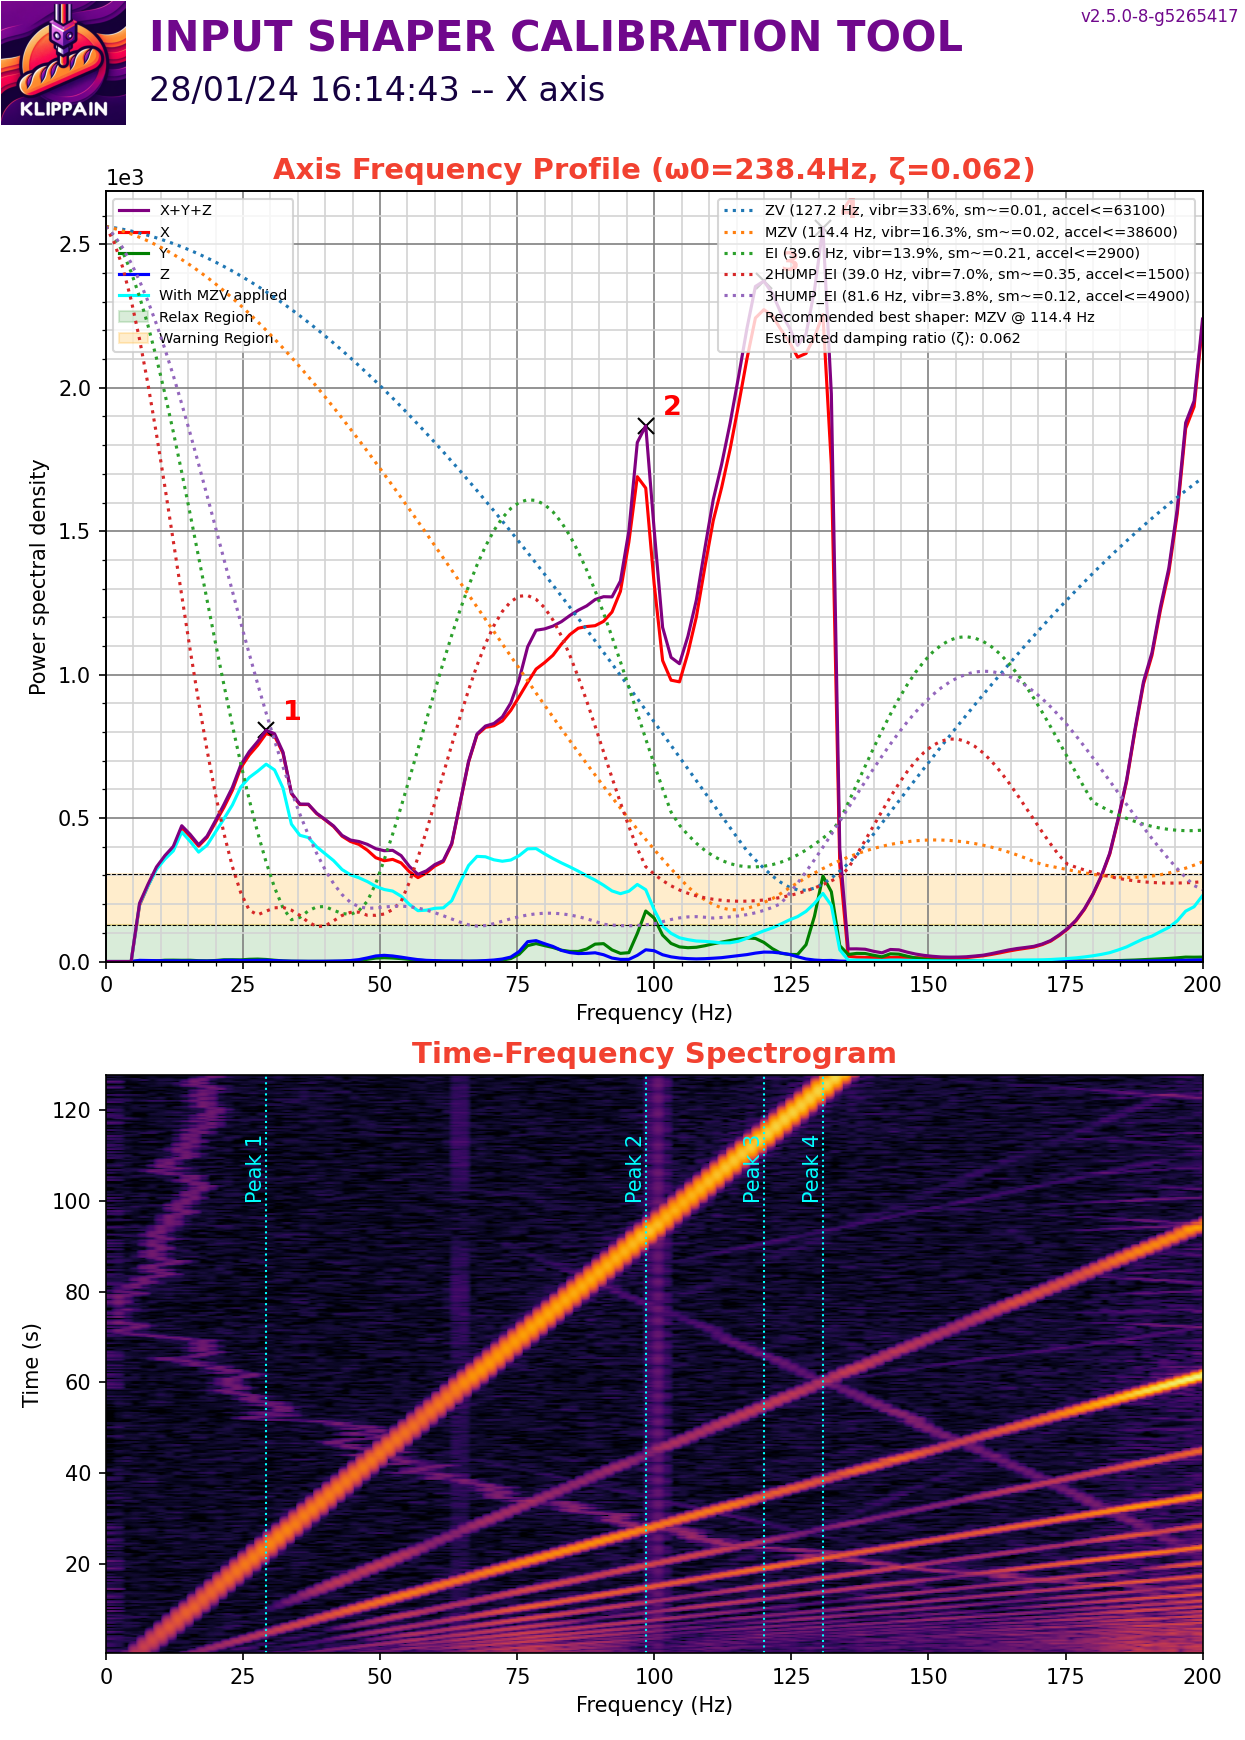 v2.5.0-8-g5265417
INPUT SHAPER CALIBRATION TOOL
28/01/24 16:14:43 -- X axis
KLIPPAIN
Axis Frequency Profile (ω0=238.4Hz, ζ=0.062)
1e3
X+Y+Z
X
Y
Z
With MZV applied
Relax Region
Warning Region
ZV (127.2 Hz, vibr=33.6%, sm~=0.01, accel<=63100)
MZV (114.4 Hz, vibr=16.3%, sm~=0.02, accel<=38600)
EI (39.6 Hz, vibr=13.9%, sm~=0.21, accel<=2900)
2HUMP_EI (39.0 Hz, vibr=7.0%, sm~=0.35, accel<=1500)
3HUMP_EI (81.6 Hz, vibr=3.8%, sm~=0.12, accel<=4900)
Recommended best shaper: MZV @ 114.4 Hz
Estimated damping ratio (ζ): 0.062
4
3
2
1
2.5
2.0
1.5
1.0
0.5
0.0
Power spectral density
0 25 50 75 100 125 150 175 200
Frequency (Hz)
Time-Frequency Spectrogram
120
100
80
60
40
20
Time (s)
Peak 1
Peak 2
Peak 3
Peak 4
0 25 50 75 100 125 150 175 200
Frequency (Hz)